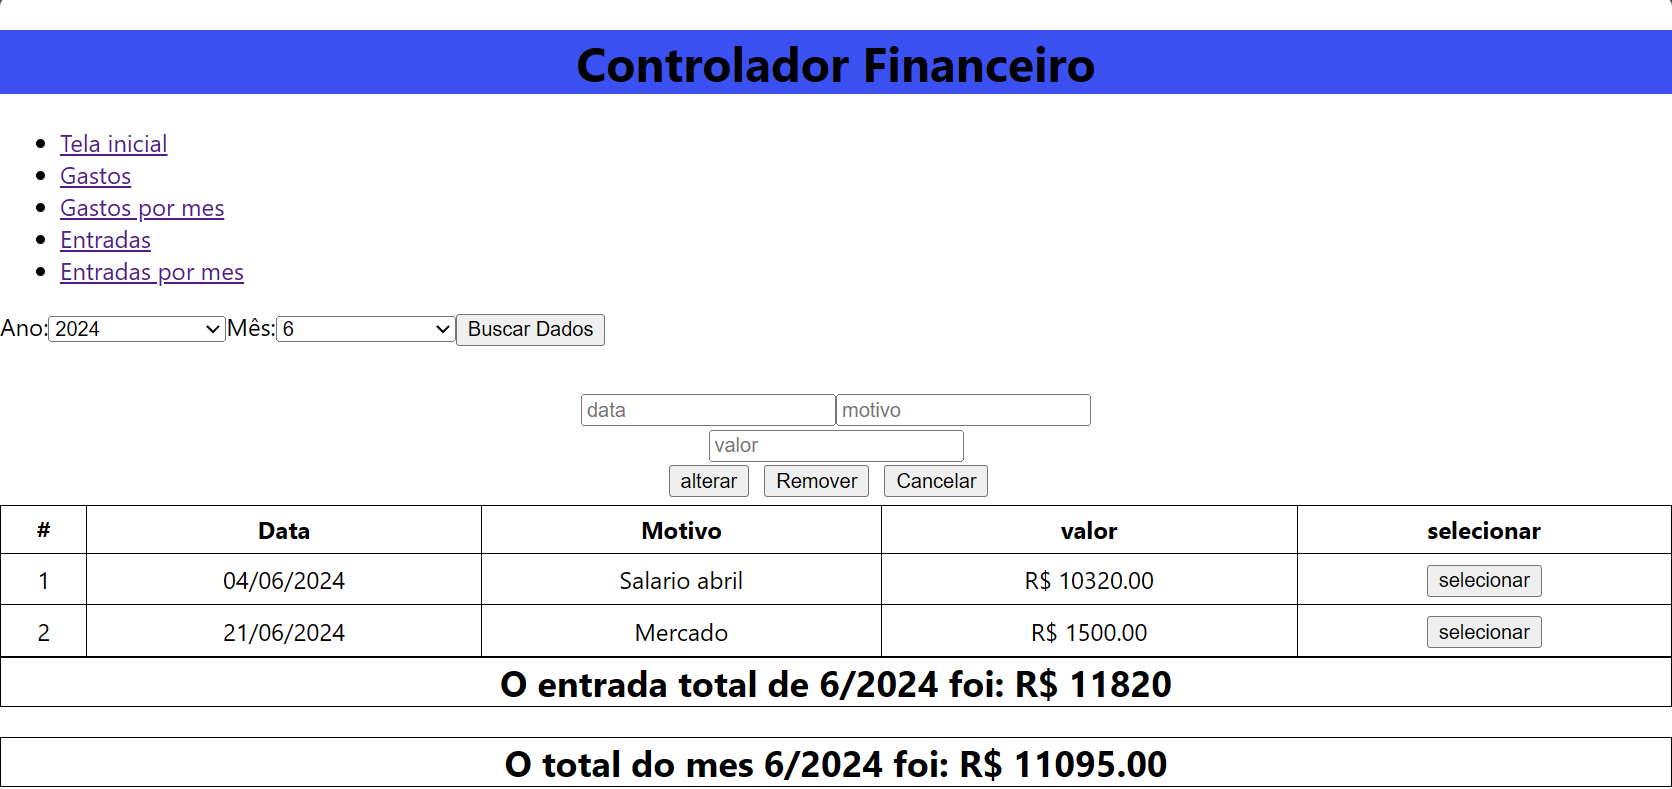 Controlador Financeiro
Tela inicial
Gastos
Gastos por mes
Entradas
Entradas por mes
Ano: 2024 Mês: 6 Buscar Dados
data motivo
valor
alterar Remover Cancelar
# Data Motivo valor selecionar
1 04/06/2024 Salario abril R$ 10320.00 selecionar
2 21/06/2024 Mercado R$ 1500.00 selecionar
O entrada total de 6/2024 foi: R$ 11820
O total do mes 6/2024 foi: R$ 11095.00